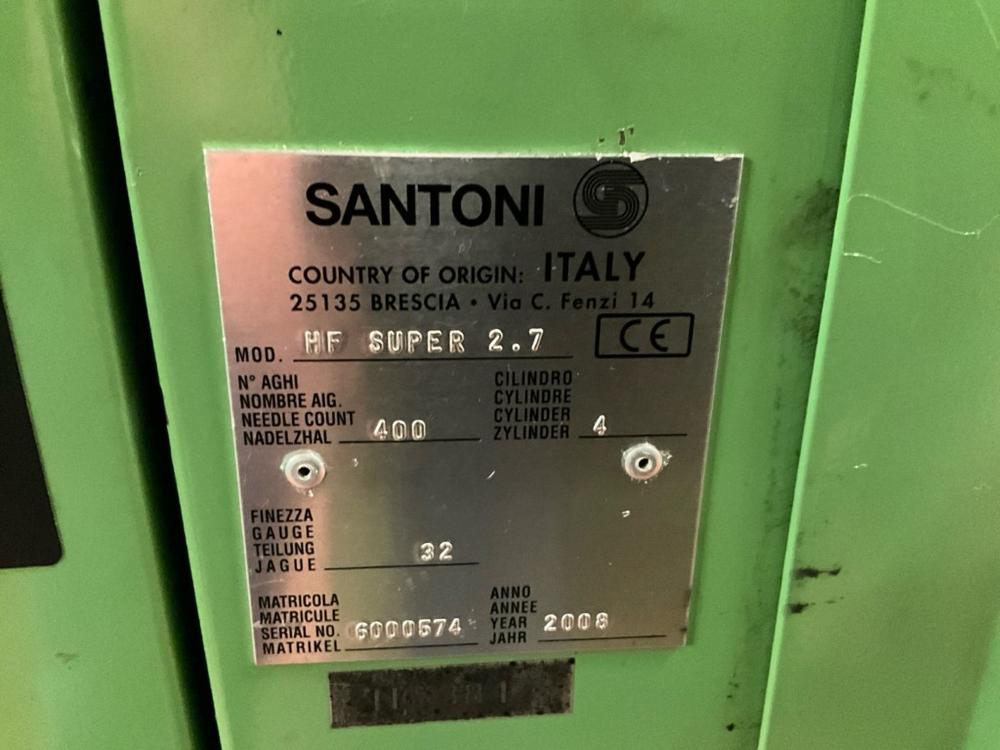 SANTONI
COUNTRY OF ORIGIN: ITALY
25135 BRESCIA • Via C. Fenzi 14
MOD. HF SUPER 2.7 CE
N° AGHI
NOMBRE AIG.
NEEDLE COUNT
NADELZHAL 400
CILINDRO
CYLINDRE
CYLINDER
ZYLINDER 4
FINEZZA
GAUGE
TEILUNG
JAGUE 32
MATRICOLA
MATRICULE
SERIAL NO. 6000574
MATRIKEL
ANNO
ANNEE
YEAR 2008
JAHR